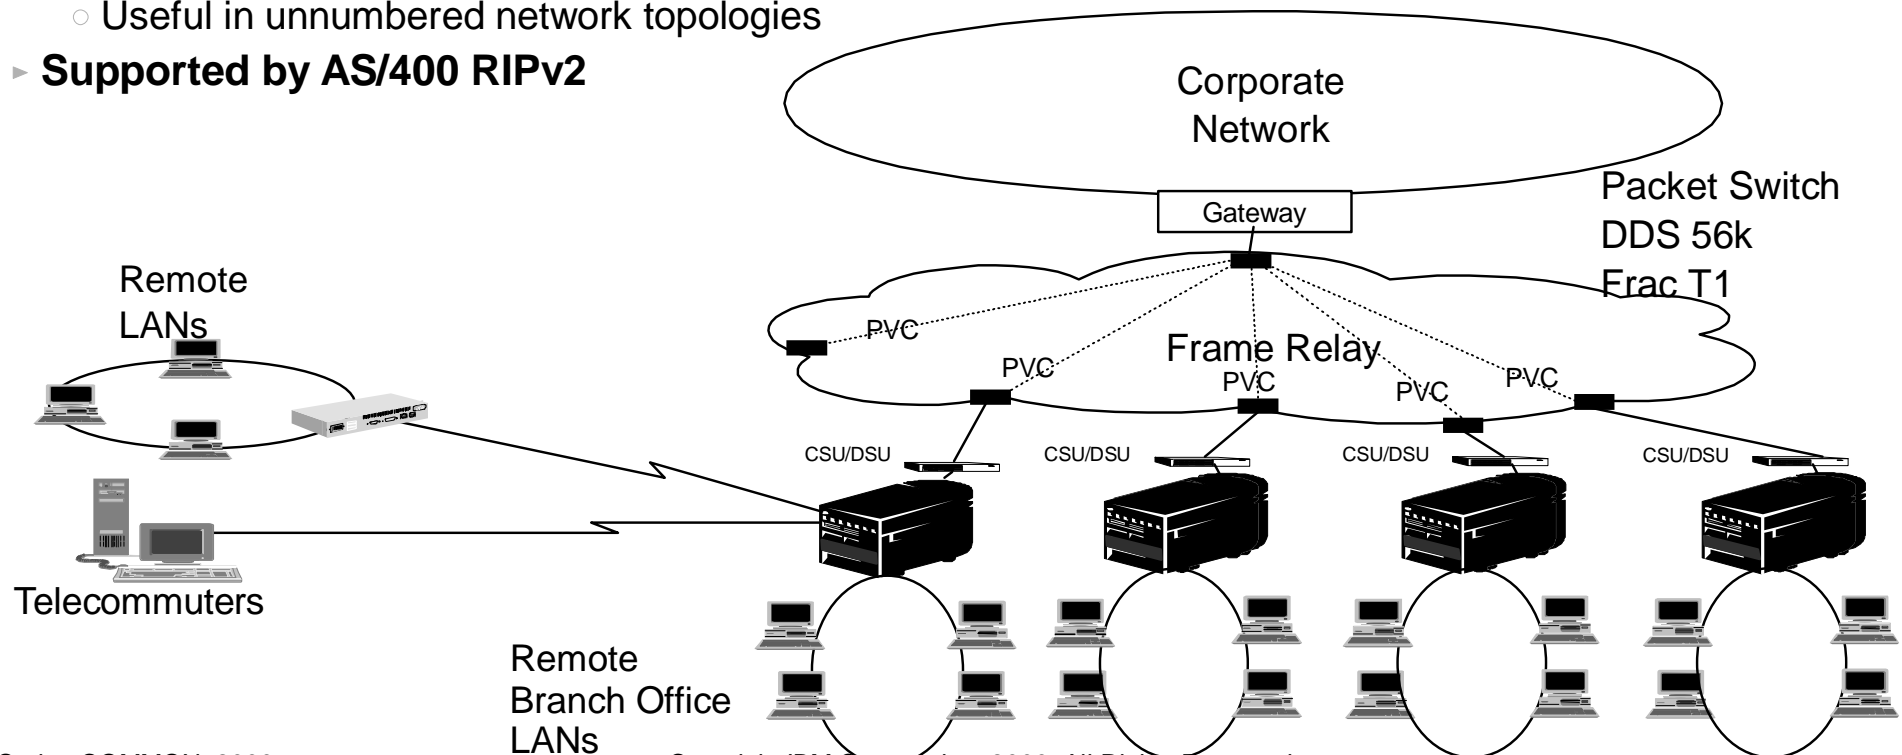 Useful in unnumbered network topologies
Supported by AS/400 RIPv2
Corporate
Network
Gateway
Packet Switch
DDS 56k
Frac T1
Remote
LANs
PVC
Frame Relay
PVC
PVC
PVC
PVC
CSU/DSU
CSU/DSU
CSU/DSU
CSU/DSU
Telecommuters
Remote
Branch Office
LANs